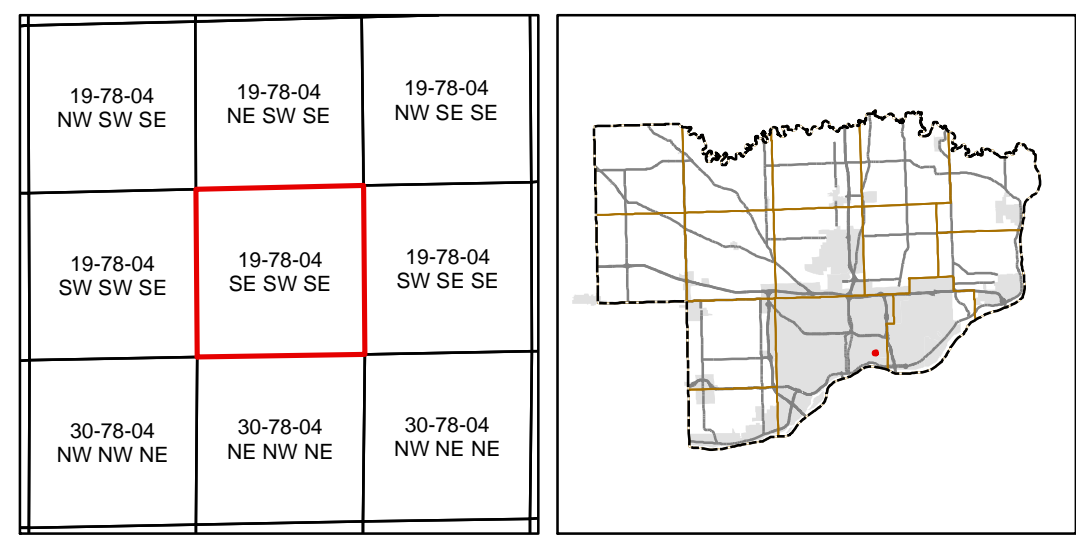 19-78-04
NW SW SE
19-78-04
NE SW SE
19-78-04
NW SE SE
19-78-04
SW SW SE
19-78-04
SE SW SE
19-78-04
SW SE SE
30-78-04
NW NW NE
30-78-04
NE NW NE
30-78-04
NW NE NE